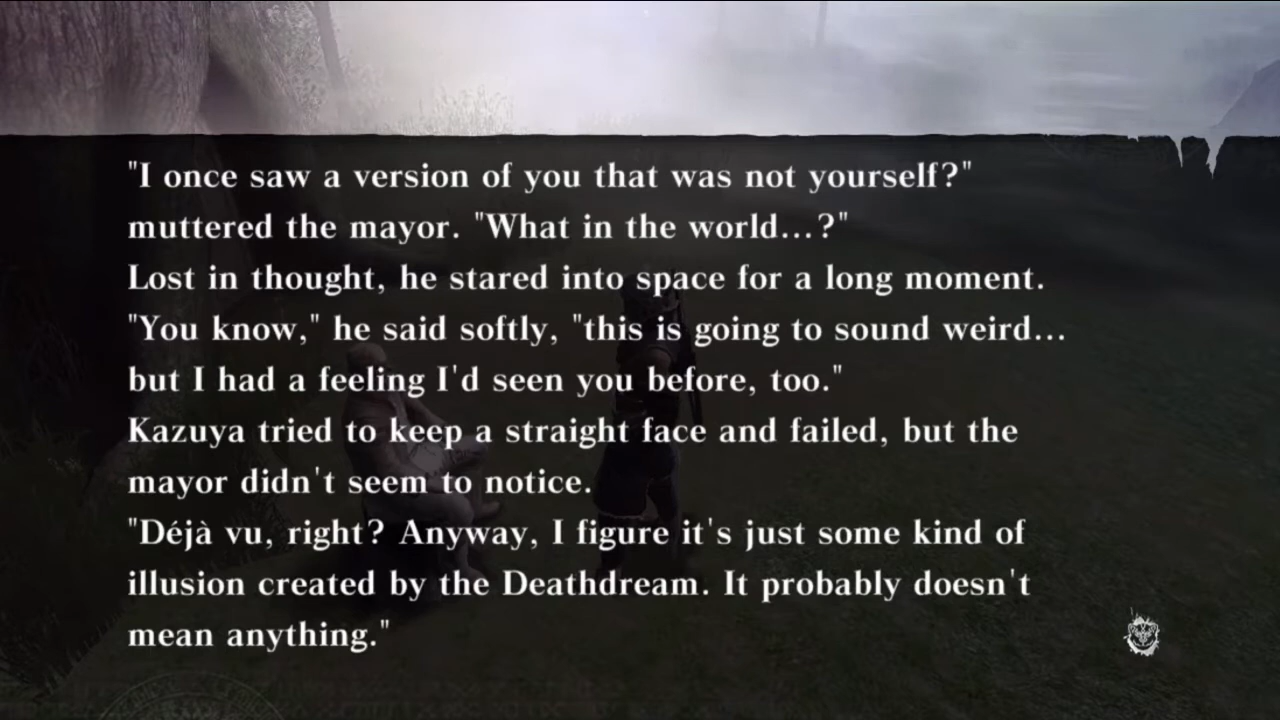 "I once saw a version of you that was not yourself?"
muttered the mayor. "What in the world...?"
Lost in thought, he stared into space for a long moment.
"You know," he said softly, "this is going to sound weird...
but I had a feeling I'd seen you before, too."
Kazuya tried to keep a straight face and failed, but the
mayor didn't seem to notice.
"Déjà vu, right? Anyway, I figure it's just some kind of
illusion created by the Deathdream. It probably doesn't
mean anything."